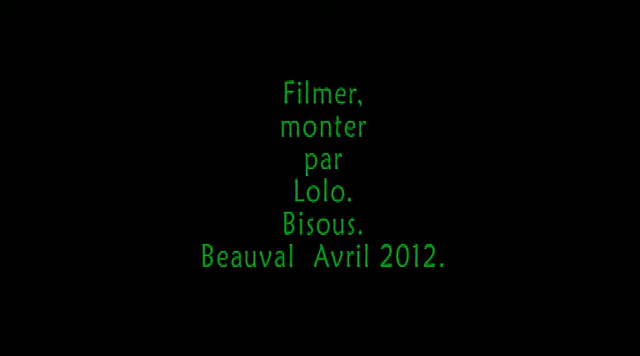 Filmer,
monter
par
Lolo.
Bisous.
Beauval  Avril 2012.